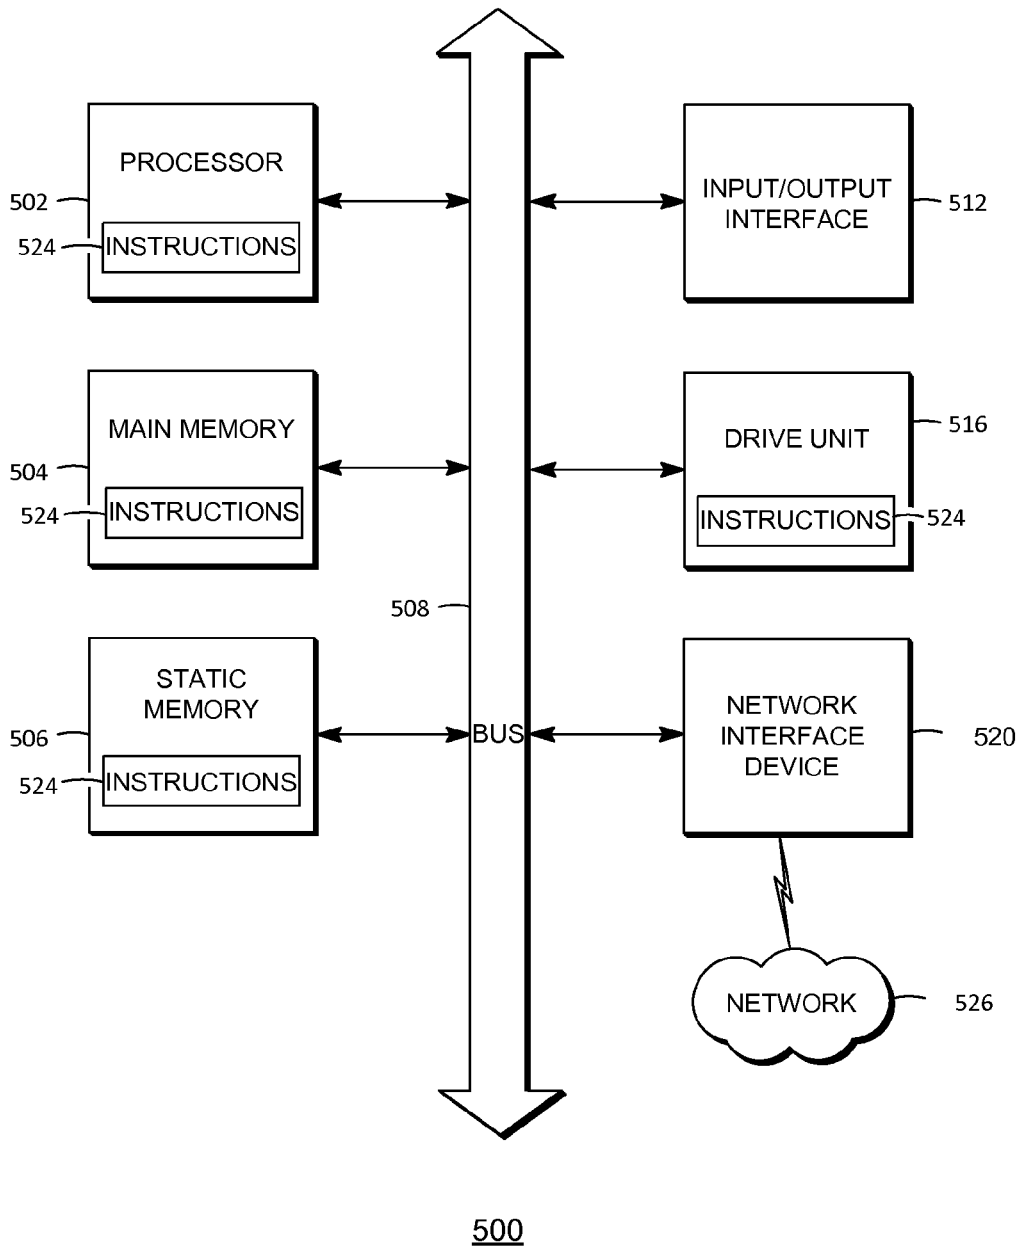 PROCESSOR
502
524
INSTRUCTIONS
INPUT/OUTPUT
INTERFACE
512
MAIN MEMORY
504
524
INSTRUCTIONS
DRIVE UNIT
516
INSTRUCTIONS
524
508
STATIC
MEMORY
506
524
INSTRUCTIONS
BUS
NETWORK
INTERFACE
DEVICE
520
NETWORK
526
500